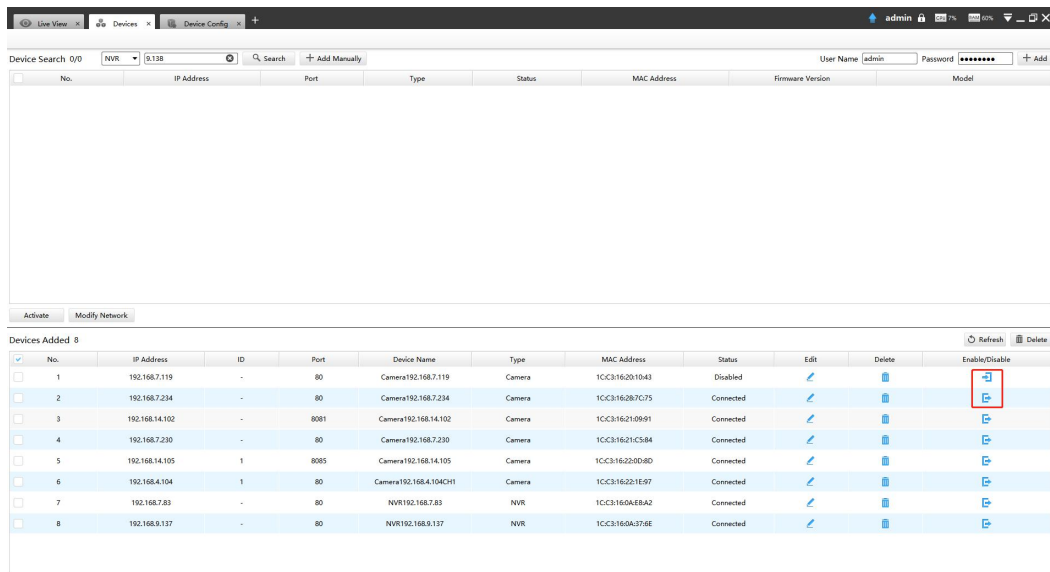 Live View × Devices × Device Config × + admin CPU 7% RAM 60%
Device Search 0/0 NVR 9.138 Search + Add Manually User Name admin Password ●●●●●●●● + Add
No. IP Address Port Type Status MAC Address Firmware Version Model
Activate Modify Network
Devices Added 8 Refresh Delete
No. IP Address ID Port Device Name Type MAC Address Status Edit Delete Enable/Disable
1 192.168.7.119 - 80 Camera192.168.7.119 Camera 1C:C3:16:20:10:43 Disabled
2 192.168.7.234 - 80 Camera192.168.7.234 Camera 1C:C3:16:28:7C:75 Connected
3 192.168.14.102 - 8081 Camera192.168.14.102 Camera 1C:C3:16:21:09:91 Connected
4 192.168.7.230 - 80 Camera192.168.7.230 Camera 1C:C3:16:21:C5:84 Connected
5 192.168.14.105 1 8085 Camera192.168.14.105 Camera 1C:C3:16:22:0D:8D Connected
6 192.168.4.104 1 80 Camera192.168.4.104CH1 Camera 1C:C3:16:22:1E:97 Connected
7 192.168.7.83 - 80 NVR192.168.7.83 NVR 1C:C3:16:0A:E8:A2 Connected
8 192.168.9.137 - 80 NVR192.168.9.137 NVR 1C:C3:16:0A:37:6E Connected